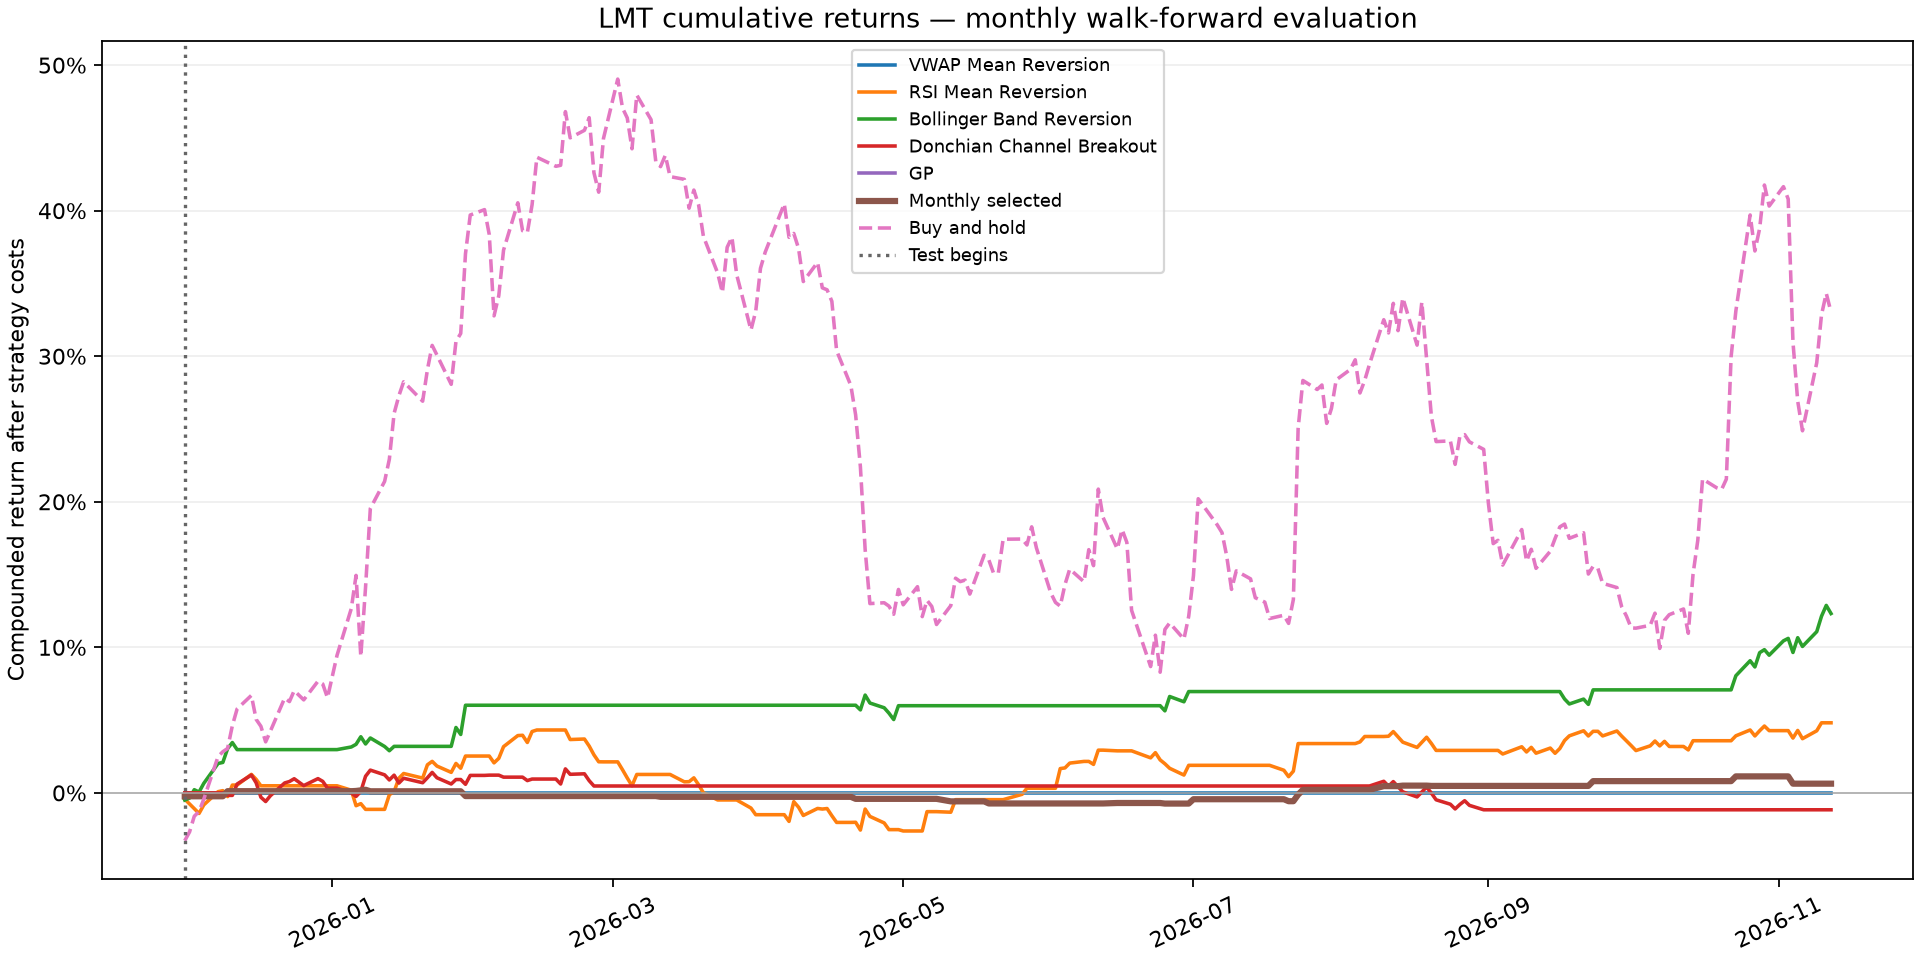 LMT cumulative returns — monthly walk-forward evaluation
Compounded return after strategy costs
50%
40%
30%
20%
10%
0%
VWAP Mean Reversion
RSI Mean Reversion
Bollinger Band Reversion
Donchian Channel Breakout
GP
Monthly selected
Buy and hold
Test begins
2026-01
2026-03
2026-05
2026-07
2026-09
2026-11